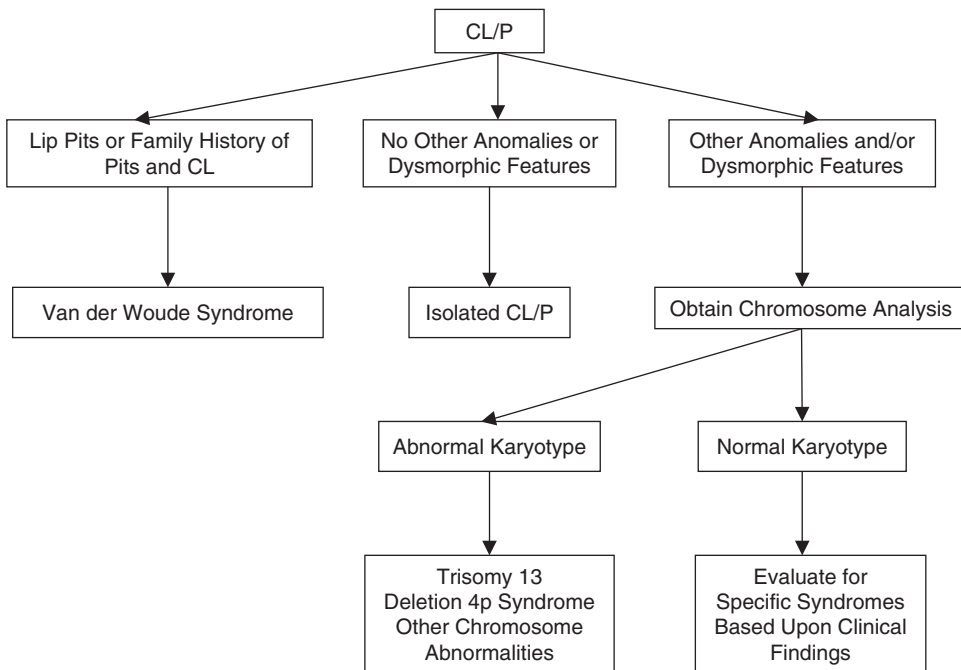 CL/P
Lip Pits or Family History of
Pits and CL
No Other Anomalies or
Dysmorphic Features
Other Anomalies and/or
Dysmorphic Features
Van der Woude Syndrome
Isolated CL/P
Obtain Chromosome Analysis
Abnormal Karyotype
Normal Karyotype
Trisomy 13
Deletion 4p Syndrome
Other Chromosome
Abnormalities
Evaluate for
Specific Syndromes
Based Upon Clinical
Findings